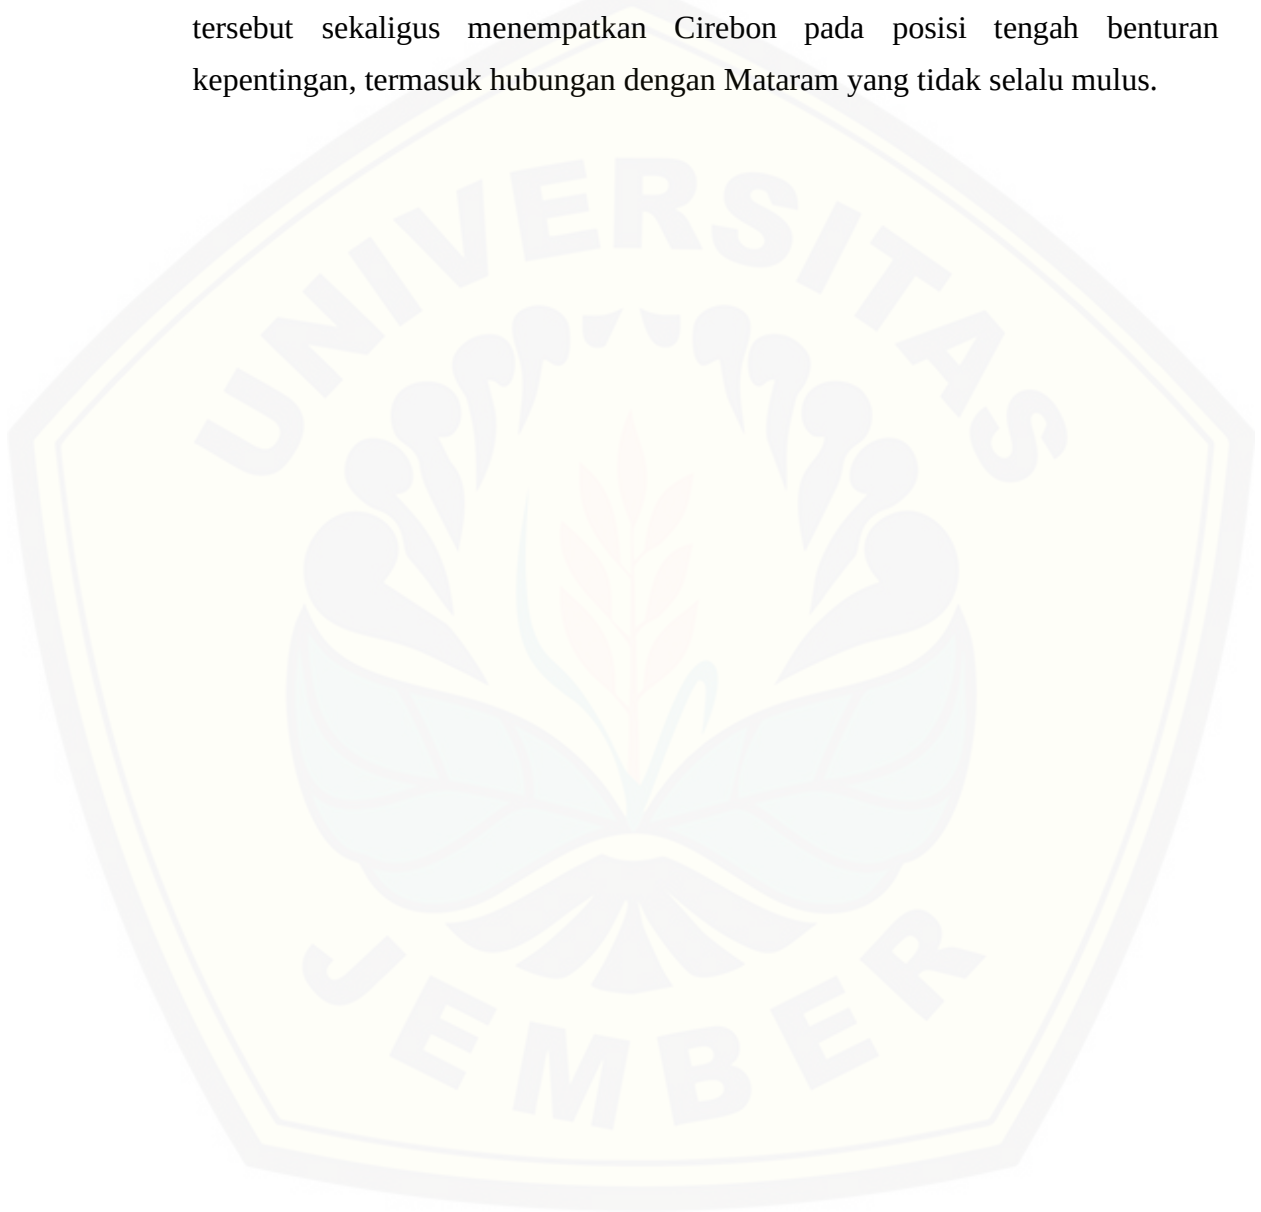 tersebut sekaligus menempatkan Cirebon pada posisi tengah benturan
kepentingan, termasuk hubungan dengan Mataram yang tidak selalu mulus.
UNIVERSITAS
JEMBER